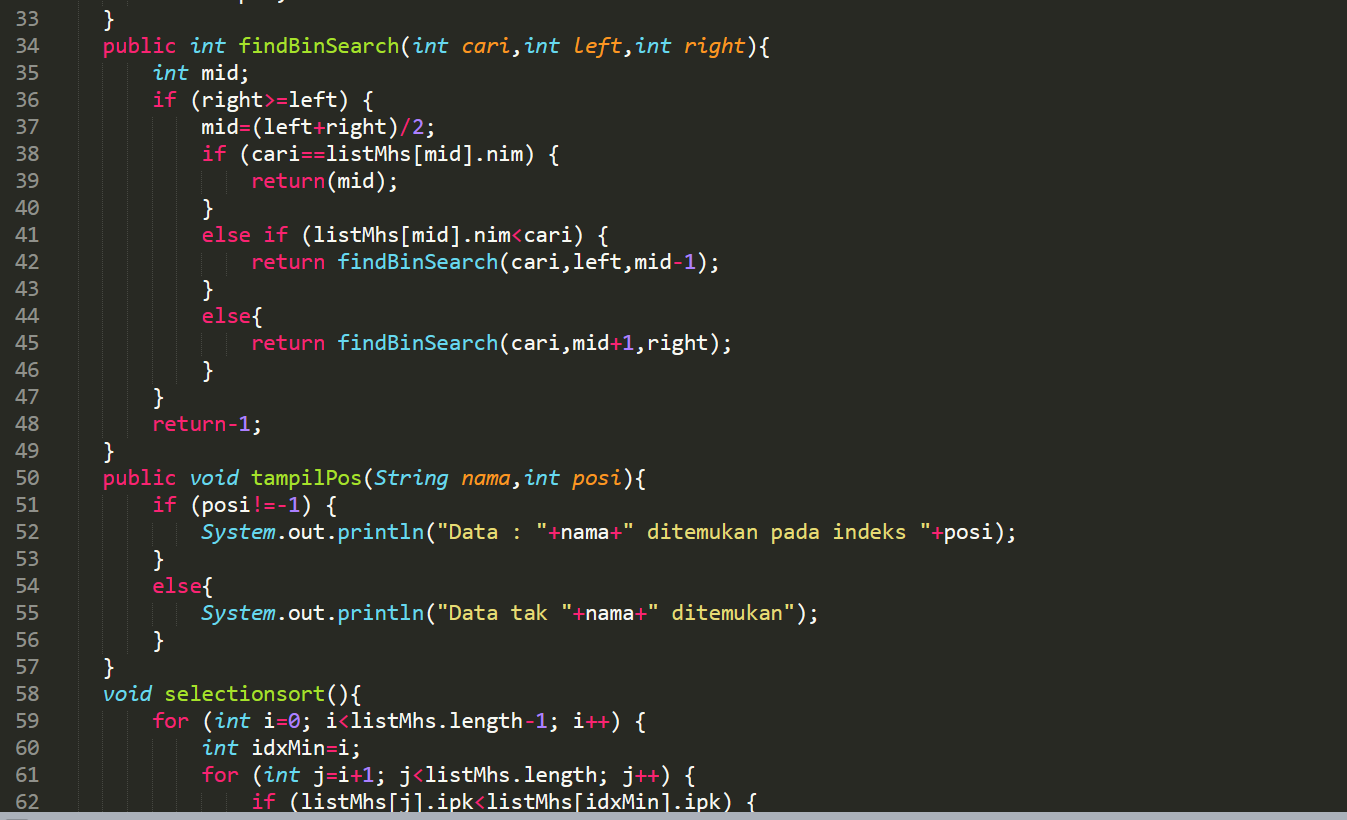 33 }
34 public int findBinSearch(int cari,int left,int right){
35 int mid;
36 if (right>=left) {
37 mid=(left+right)/2;
38 if (cari==listMhs[mid].nim) {
39 return(mid);
40 }
41 else if (listMhs[mid].nim<cari) {
42 return findBinSearch(cari,left,mid-1);
43 }
44 else{
45 return findBinSearch(cari,mid+1,right);
46 }
47 }
48 return-1;
49 }
50 public void tampilPos(String nama,int posi){
51 if (posi!=-1) {
52 System.out.println("Data : "+nama+" ditemukan pada indeks "+posi);
53 }
54 else{
55 System.out.println("Data tak "+nama+" ditemukan");
56 }
57 }
58 void selectionsort(){
59 for (int i=0; i<listMhs.length-1; i++) {
60 int idxMin=i;
61 for (int j=i+1; j<listMhs.length; j++) {
62 if (listMhs[j].ipk<listMhs[idxMin].ipk) {